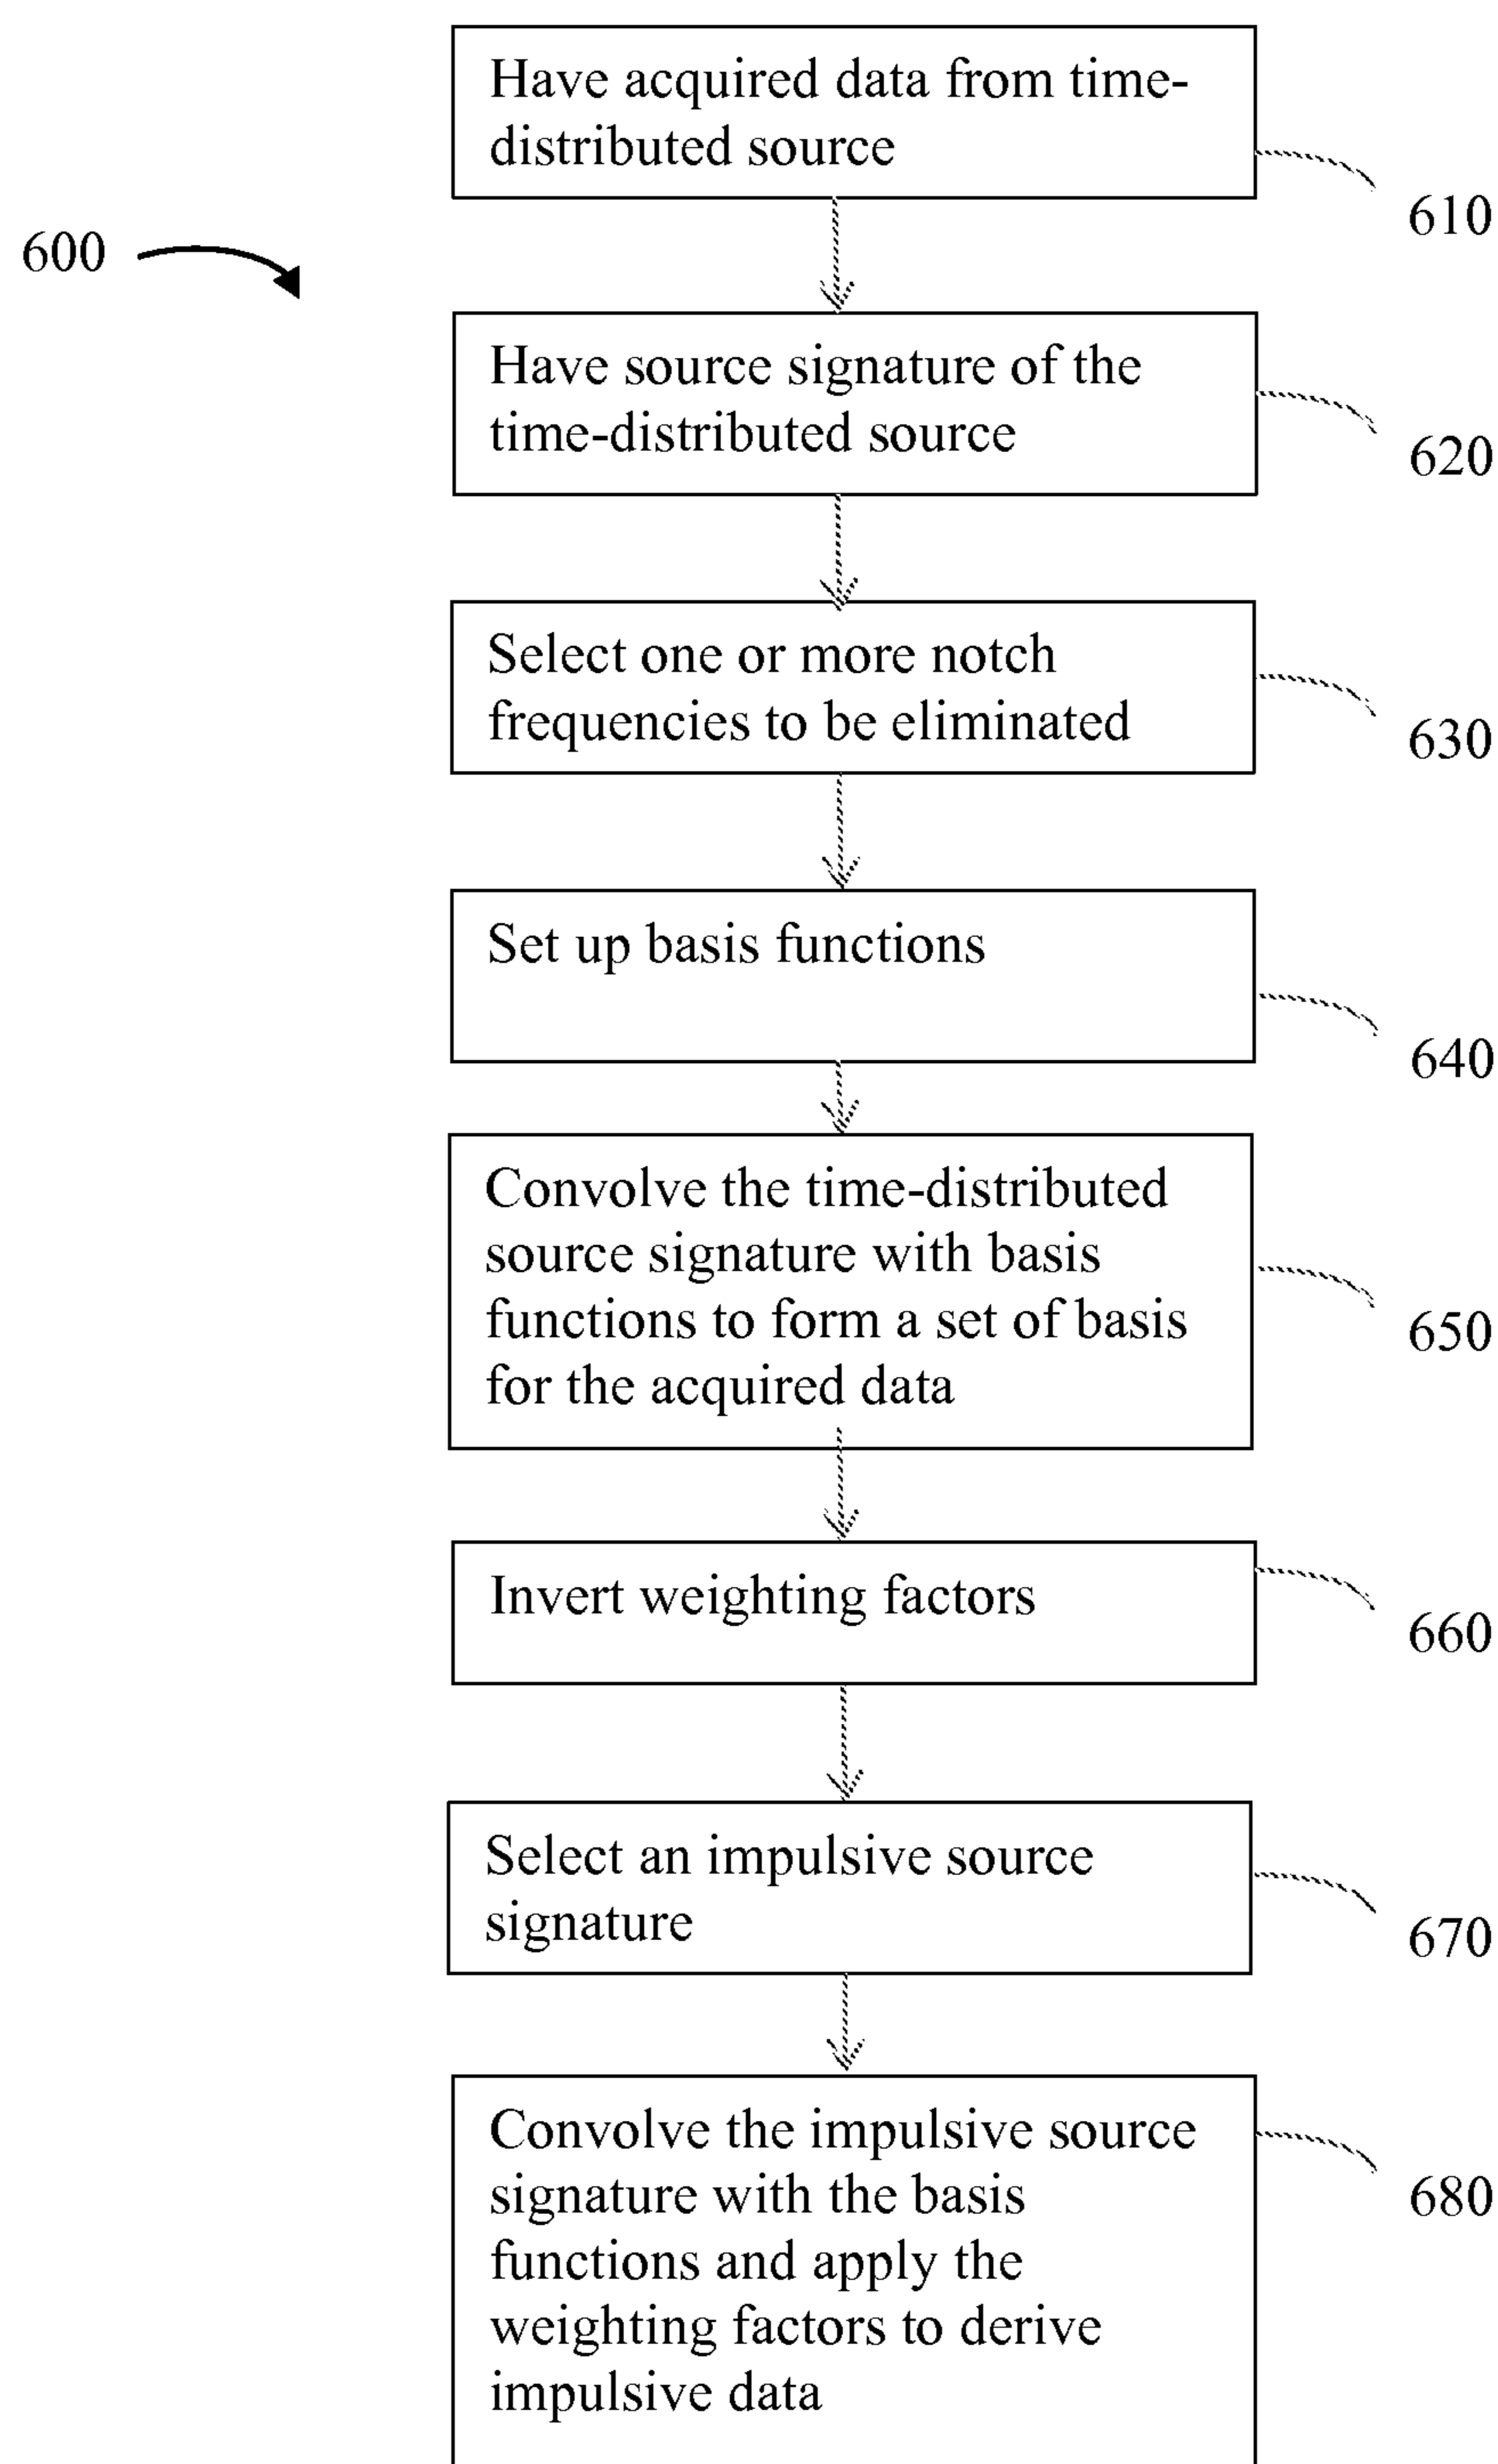 Have acquired data from time-
distributed source
610
600
Have source signature of the
time-distributed source
620
Select one or more notch
frequencies to be eliminated
630
Set up basis functions
640
Convolve the time-distributed
source signature with basis
functions to form a set of basis
for the acquired data
650
Invert weighting factors
660
Select an impulsive source
signature
670
Convolve the impulsive source
signature with the basis
functions and apply the
weighting factors to derive
impulsive data
680